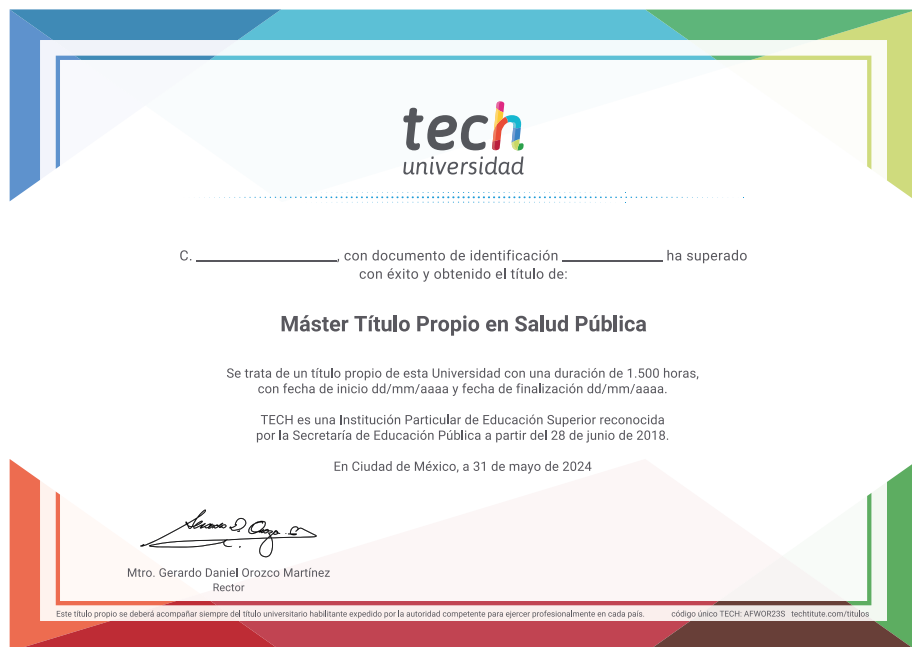 tech
universidad
C. ____________________, con documento de identificación ______________ ha superado
con éxito y obtenido el título de:
Máster Título Propio en Salud Pública
Se trata de un título propio de esta Universidad con una duración de 1.500 horas,
con fecha de inicio dd/mm/aaaa y fecha de finalización dd/mm/aaaa.
TECH es una Institución Particular de Educación Superior reconocida
por la Secretaría de Educación Pública a partir del 28 de junio de 2018.
En Ciudad de México, a 31 de mayo de 2024
Mtro. Gerardo Daniel Orozco Martínez
Rector
Este título propio se deberá acompañar siempre del título universitario habilitante expedido por la autoridad competente para ejercer profesionalmente en cada país. código único TECH: AFWOR23S techtitute.com/titulos